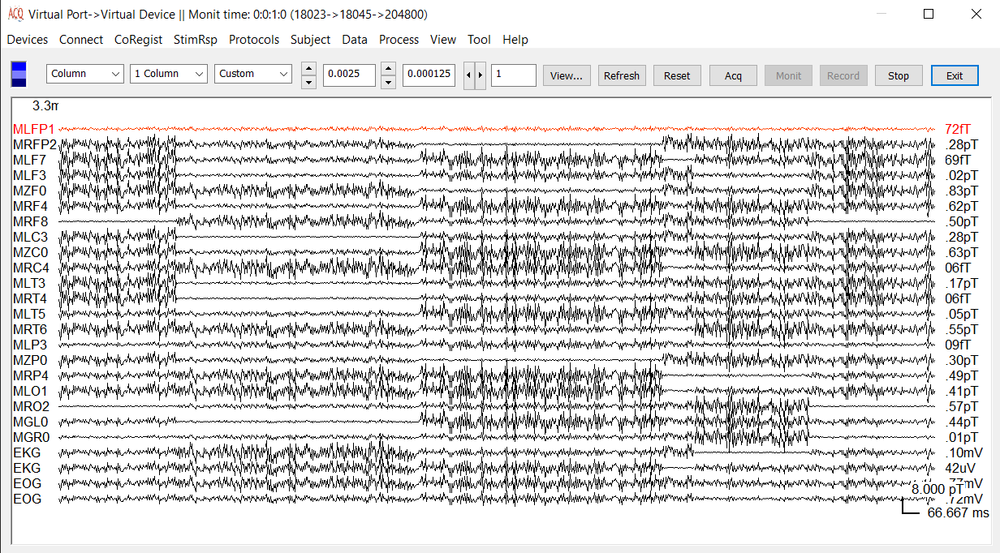 ACQ Virtual Port->Virtual Device || Monit time: 0:0:1:0 (18023->18045->204800)
Devices Connect CoRegist StimRsp Protocols Subject Data Process View Tool Help
Column 1 Column Custom 0.0025 0.000125 1 View... Refresh Reset Acq Monit Record Stop Exit
3.3m
MLFP1 72fT
MRFP2 .28pT
MLF7 69fT
MLF3 .02pT
MZF0 .83pT
MRF4 .62pT
MRF8 .50pT
MLC3 .28pT
MZC0 .63pT
MRC4 06fT
MLT3 .17pT
MRT4 06fT
MLT5 .05pT
MRT6 .55pT
MLP3 09fT
MZP0 .30pT
MRP4 .49pT
MLO1 .41pT
MRO2 .57pT
MGL0 .44pT
MGR0 .01pT
EKG .10mV
EKG 42uV
EOG .77mV
8.000 pT
EOG .72mV
66.667 ms